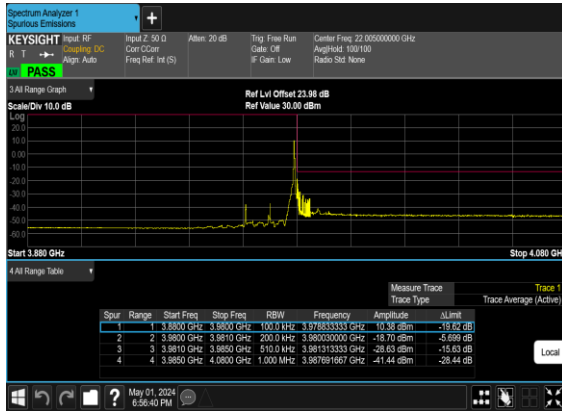 Spectrum Analyzer 1
Spurious Emissions
KEYSIGHT Input: RF Input Z: 50 Ω Atten: 20 dB Trig: Free Run Center Freq: 22.005000000 GHz
R T Coupling: DC Corr CCorr Gate: Off Avg|Hold: 100/100
Align: Auto Freq Ref: Int (S) IF Gain: Low Radio Std: None
PASS
3 All Range Graph
Ref Lvl Offset 23.98 dB
Scale/Div 10.0 dB Ref Value 30.00 dBm
Log
20.0
10.0
0.00
-10.0
-20.0
-30.0
-40.0
-50.0
-60.0
Start 3.880 GHz Stop 4.080 GHz
4 All Range Table
Measure Trace Trace 1
Trace Type Trace Average (Active)
Spur Range Start Freq Stop Freq RBW Frequency Amplitude ΔLimit
1 1 3.8800 GHz 3.9800 GHz 100.0 kHz 3.978833333 GHz 10.38 dBm -19.62 dB
2 2 3.9800 GHz 3.9810 GHz 200.0 kHz 3.980030000 GHz -18.70 dBm -5.699 dB
3 3 3.9810 GHz 3.9850 GHz 510.0 kHz 3.981313333 GHz -28.63 dBm -15.63 dB
4 4 3.9850 GHz 4.0800 GHz 1.000 MHz 3.987691667 GHz -41.44 dBm -28.44 dB
Local
May 01, 2024
6:56:40 PM